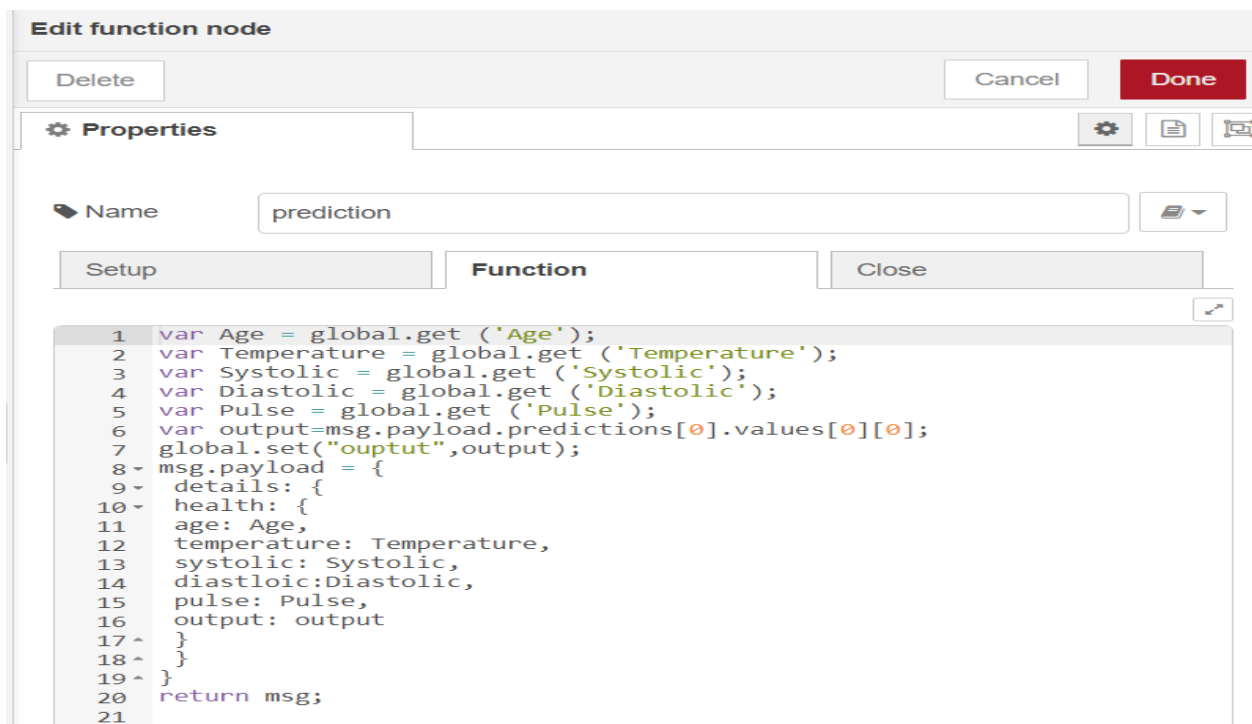 Edit function node
Delete Cancel Done
Properties
Name prediction
Setup Function Close
1 var Age = global.get ('Age');
2 var Temperature = global.get ('Temperature');
3 var Systolic = global.get ('Systolic');
4 var Diastolic = global.get ('Diastolic');
5 var Pulse = global.get ('Pulse');
6 var output=msg.payload.predictions[0].values[0][0];
7 global.set("ouptut",output);
8 msg.payload = {
9 details: {
10 health: {
11 age: Age,
12 temperature: Temperature,
13 systolic: Systolic,
14 diastloic:Diastolic,
15 pulse: Pulse,
16 output: output
17 }
18 }
19 }
20 return msg;
21